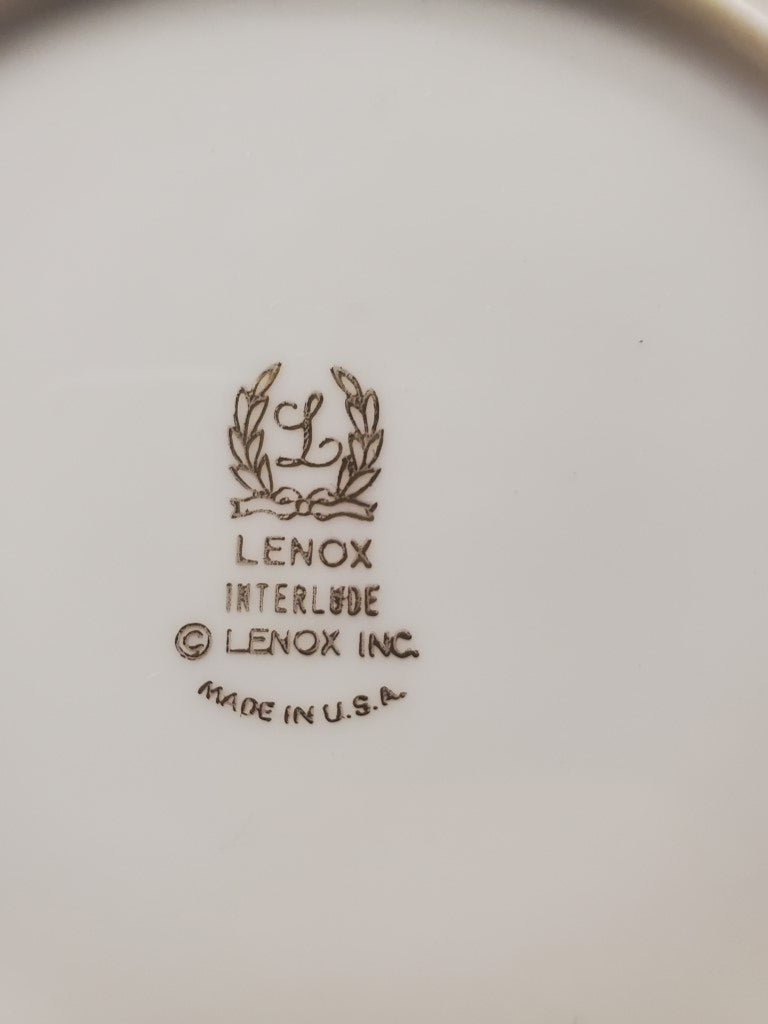 L
LENOX
INTERLUDE
© LENOX INC.
MADE IN U.S.A.